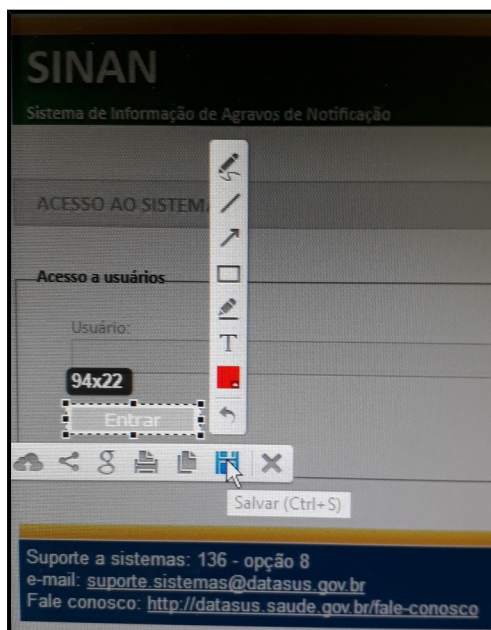 SINAN
Sistema de Informação de Agravos de Notificação
ACESSO AO SISTEMA
Acesso a usuários
Usuário:
T
94x22
Entrar
g
Salvar (Ctrl+S)
Suporte a sistemas: 136 - opção 8
e-mail: suporte.sistemas@datasus.gov.br
Fale conosco: http://datasus.saude.gov.br/fale-conosco